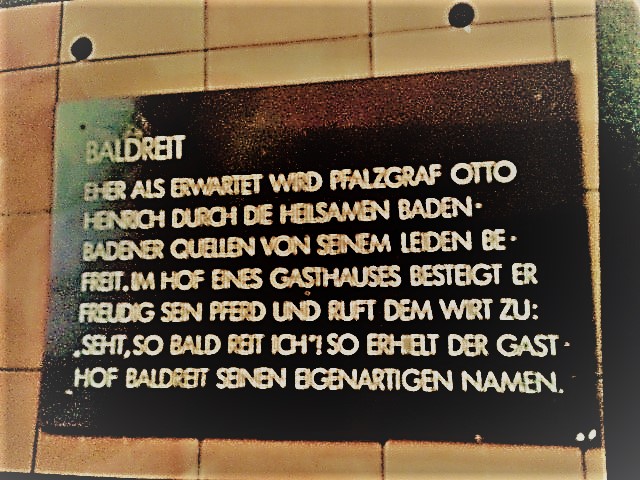 BALDREIT
EHER ALS ERWARTET WIRD PFALZGRAF OTTO
HEINRICH DURCH DIE HEILSAMEN BADEN-
BADENER QUELLEN VON SEINEM LEIDEN BE-
FREIT. IM HOF EINES GASTHAUSES BESTEIGT ER
FREUDIG SEIN PFERD UND RUFT DEM WIRT ZU:
„SEHT, SO BALD REIT ICH"! SO ERHIELT DER GAST-
HOF BALDREIT SEINEN EIGENARTIGEN NAMEN.